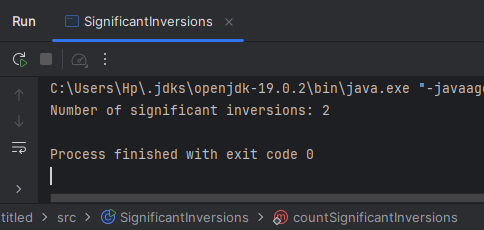 Run SignificantInversions
C:\Users\Hp\.jdks\openjdk-19.0.2\bin\java.exe "-javaage
Number of significant inversions: 2
Process finished with exit code 0
titled > src > SignificantInversions > countSignificantInversions